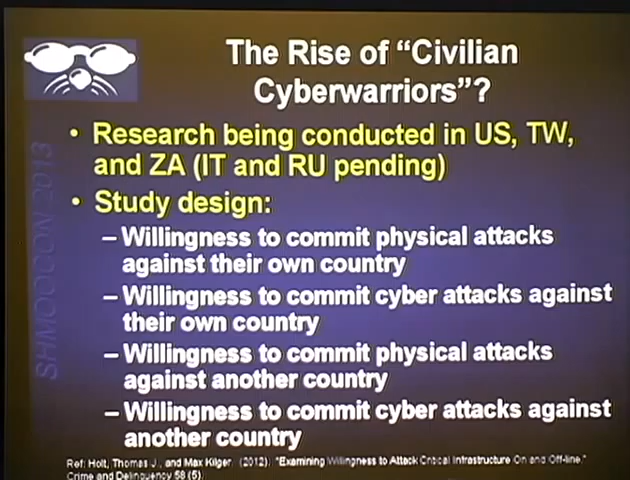 The Rise of “Civilian
Cyberwarriors”?
• Research being conducted in US, TW,
and ZA (IT and RU pending)
• Study design:
– Willingness to commit physical attacks
against their own country
– Willingness to commit cyber attacks against
their own country
– Willingness to commit physical attacks
against another country
– Willingness to commit cyber attacks against
another country
Ref: Holt, Thomas J., and Max Kilger. (2012). “Examining Willingness to Attack Critical Infrastructure On and Off-line.”
Crime and Delinquency 58 (5).
SHMOOCON 2013